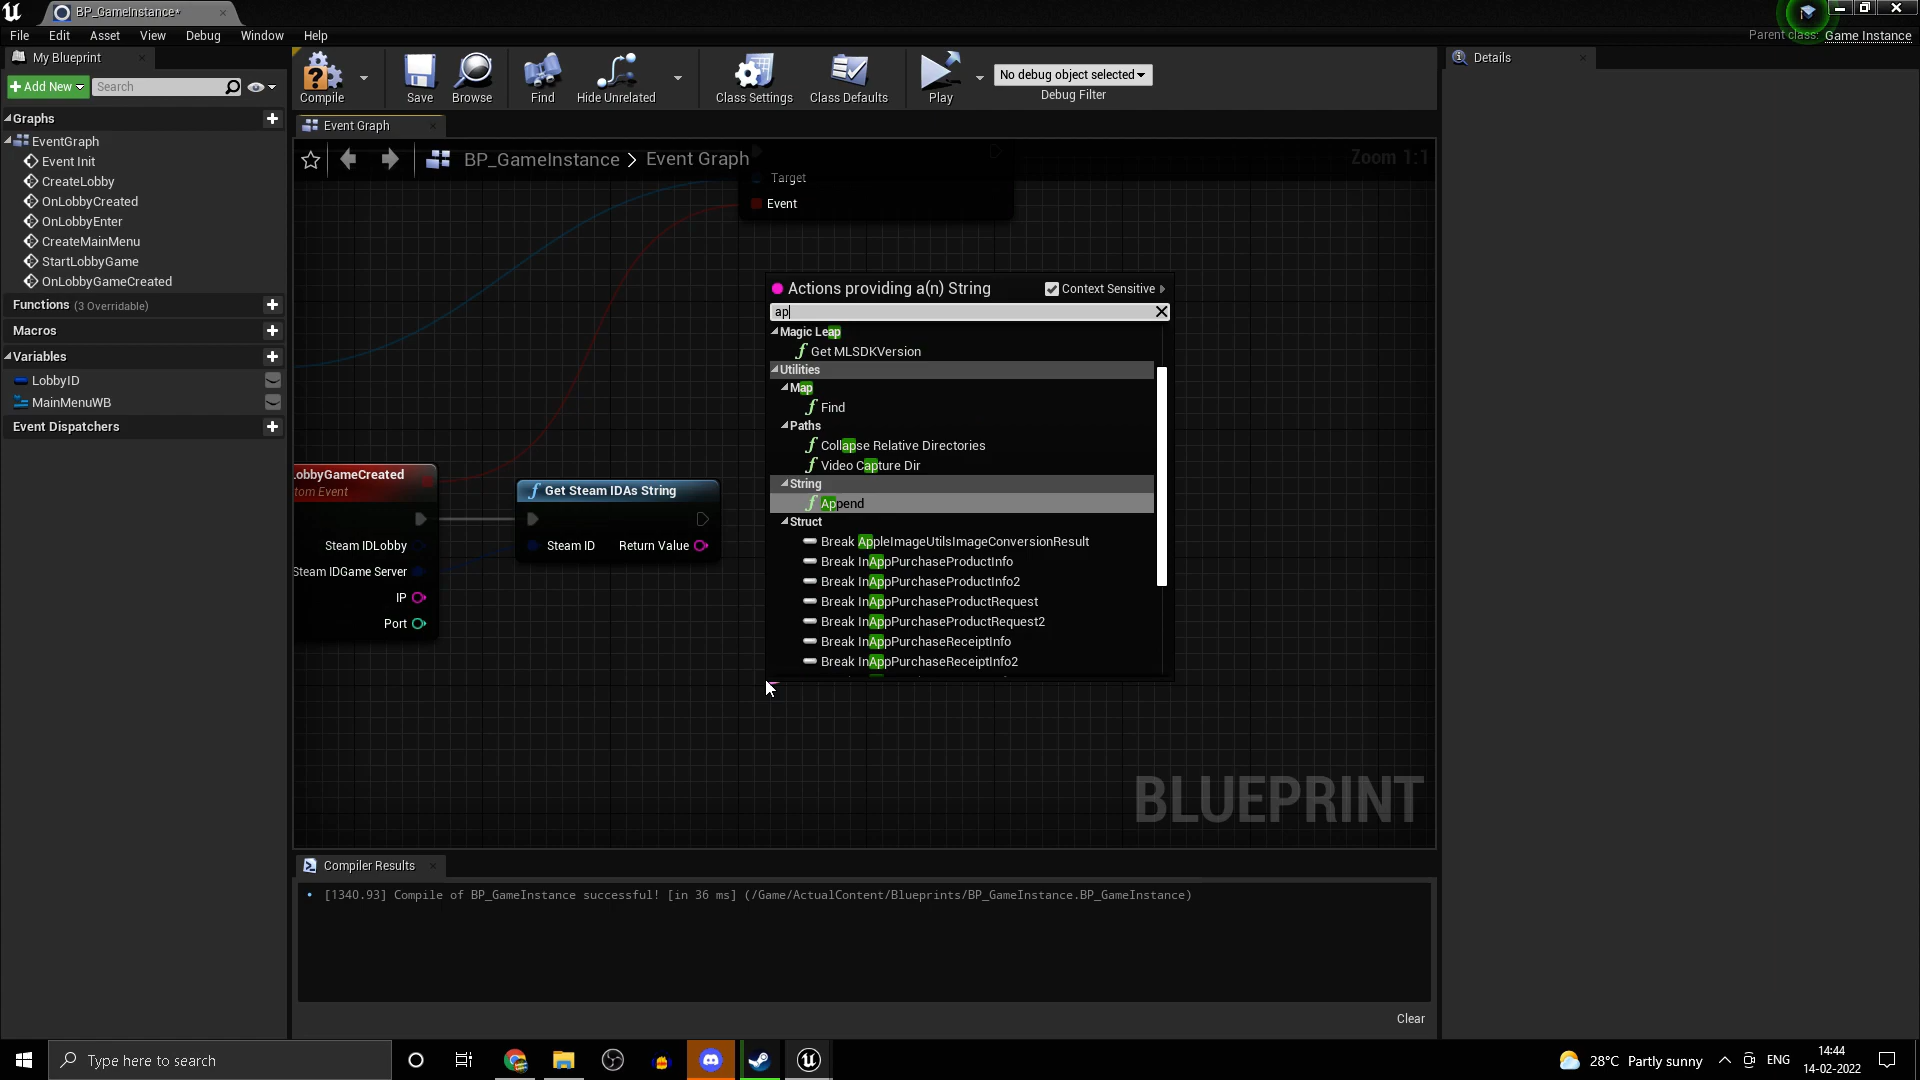 BP_GameInstance*
File Edit Asset View Debug Window Help
Parent class: Game Instance
My Blueprint
Add New
Search
Graphs
EventGraph
Event Init
CreateLobby
OnLobbyCreated
OnLobbyEnter
CreateMainMenu
StartLobbyGame
OnLobbyGameCreated
Functions (3 Overridable)
Macros
Variables
LobbyID
MainMenuWB
Event Dispatchers
Compile
Save
Browse
Find
Hide Unrelated
Class Settings
Class Defaults
Play
No debug object selected
Debug Filter
Event Graph
BP_GameInstance > Event Graph
Zoom 1:1
Target
Event
LobbyGameCreated
tom Event
Steam IDLobby
Steam IDGame Server
IP
Port
Get Steam IDAs String
Steam ID
Return Value
Actions providing a(n) String
Context Sensitive
ap
Magic Leap
Get MLSDKVersion
Utilities
Map
Find
Paths
Collapse Relative Directories
Video Capture Dir
String
Append
Struct
Break AppleImageUtilsImageConversionResult
Break InAppPurchaseProductInfo
Break InAppPurchaseProductInfo2
Break InAppPurchaseProductRequest
Break InAppPurchaseProductRequest2
Break InAppPurchaseReceiptInfo
Break InAppPurchaseReceiptInfo2
BLUEPRINT
Compiler Results
[1340.93] Compile of BP_GameInstance successful! [in 36 ms] (/Game/ActualContent/Blueprints/BP_GameInstance.BP_GameInstance)
Clear
Details
Type here to search
28°C Partly sunny
ENG
14:44
14-02-2022